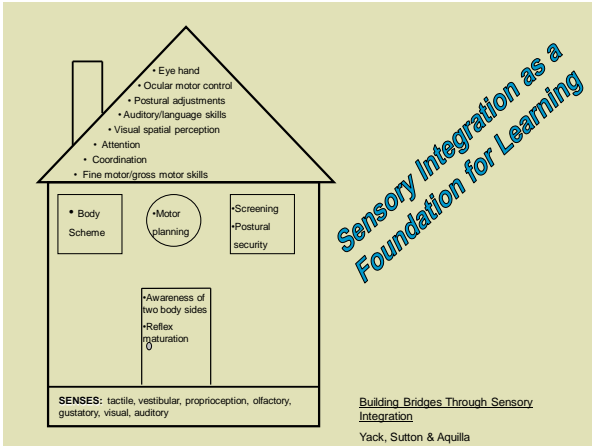 Sensory Integration as a
Foundation for Learning
• Eye hand
• Ocular motor control
• Postural adjustments
• Auditory/language skills
• Visual spatial perception
• Attention
• Coordination
• Fine motor/gross motor skills
• Body
Scheme
•Motor
planning
•Screening
•Postural
security
•Awareness of
two body sides
•Reflex
maturation
SENSES: tactile, vestibular, proprioception, olfactory,
gustatory, visual, auditory
Building Bridges Through Sensory
Integration
Yack, Sutton & Aquilla